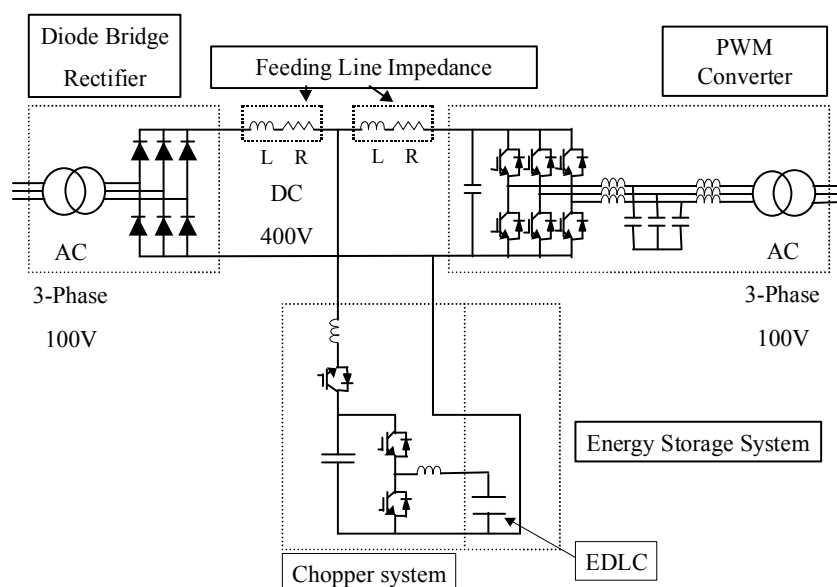 Diode Bridge
Rectifier
Feeding Line Impedance
PWM
Converter
L R
L R
DC
400V
AC
3-Phase
100V
AC
3-Phase
100V
Energy Storage System
EDLC
Chopper system